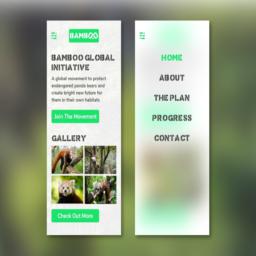 BAMBOO
BAMBOO GLOBAL
INITIATIVE
A global movement to protect
endangered panda bears and
create bright new future for
them in their own habitats
Join The Movement
GALLERY
Check Out More
HOME
ABOUT
THE PLAN
PROGRESS
CONTACT